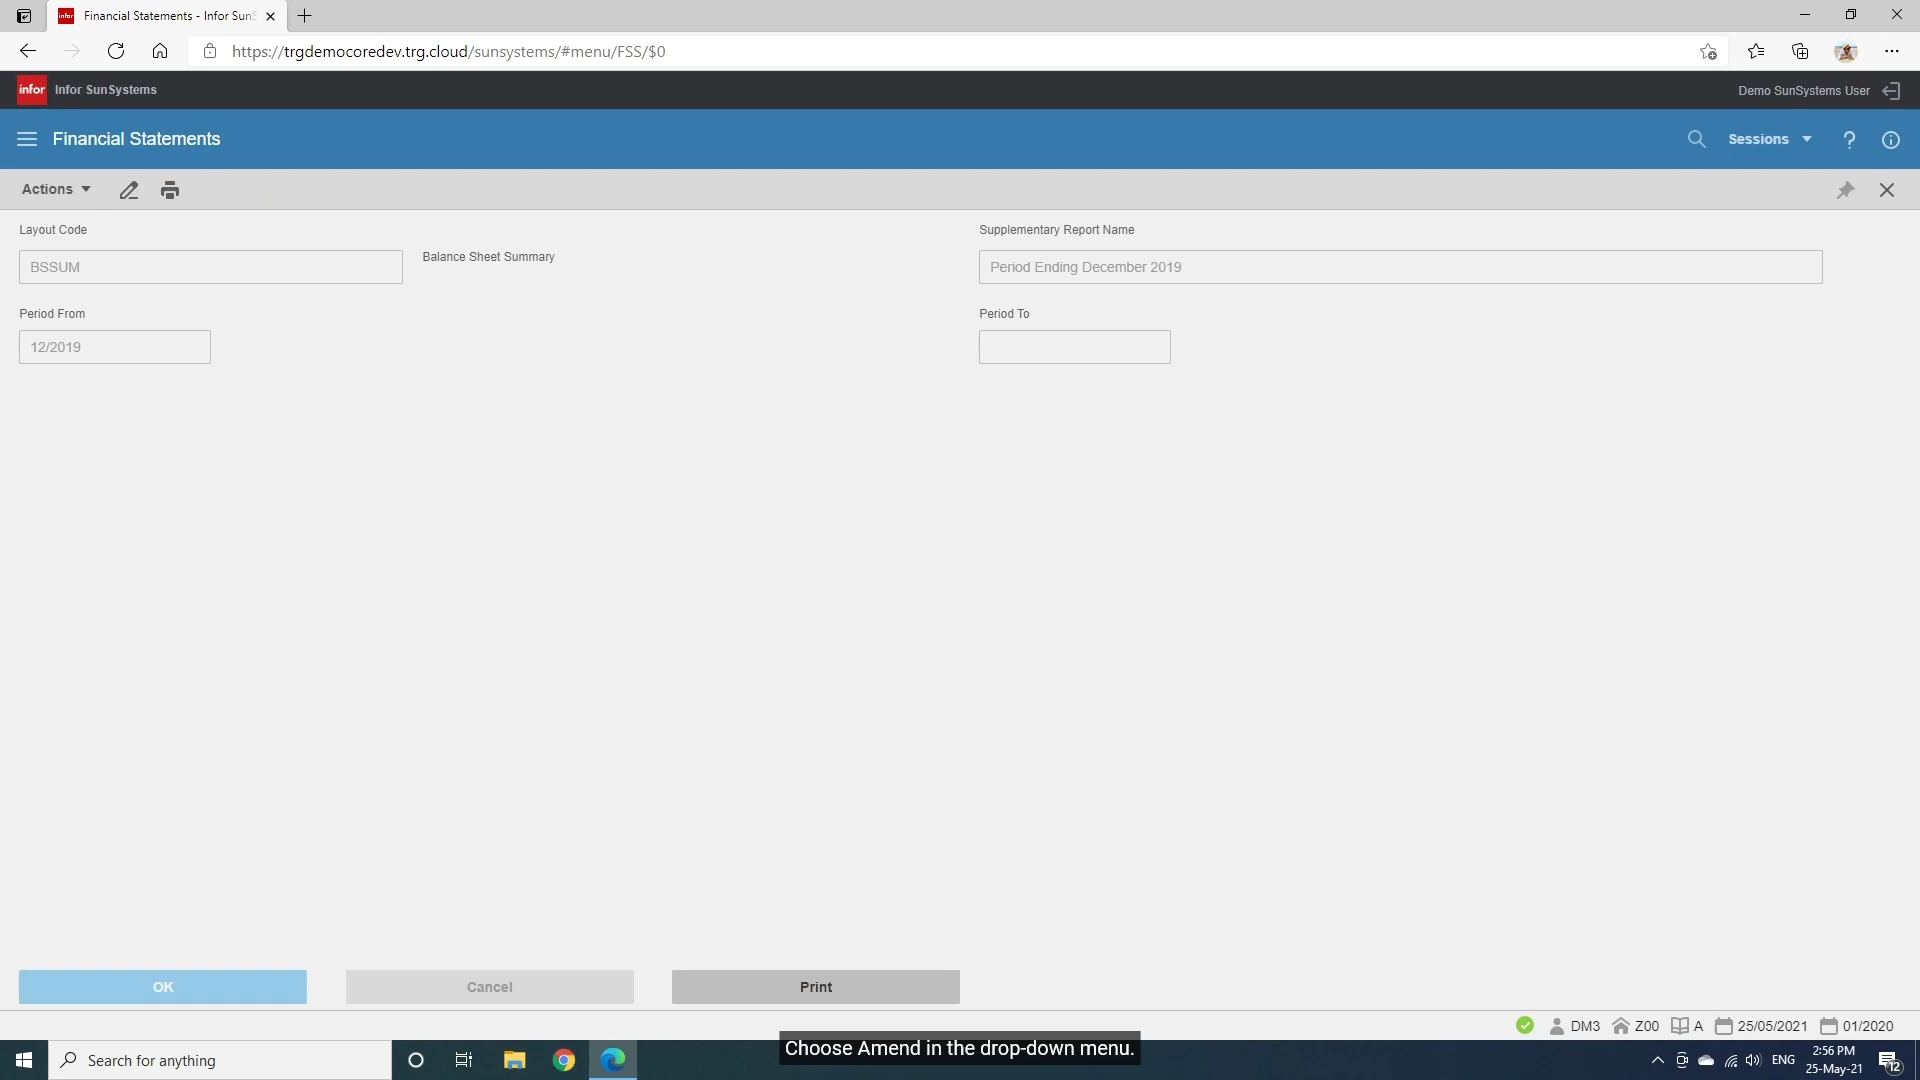 Financial Statements - Infor Sun
https://trgdemocoredev.trg.cloud/sunsystems/#menu/FSS/$0
infor Infor SunSystems
Demo SunSystems User
Financial Statements
Sessions
Actions
Layout Code
Supplementary Report Name
BSSUM
Balance Sheet Summary
Period Ending December 2019
Period From
Period To
12/2019
OK
Cancel
Print
DM3
Z00
A
25/05/2021
01/2020
Choose Amend in the drop-down menu.
Search for anything
ENG
2:56 PM
25-May-21
12